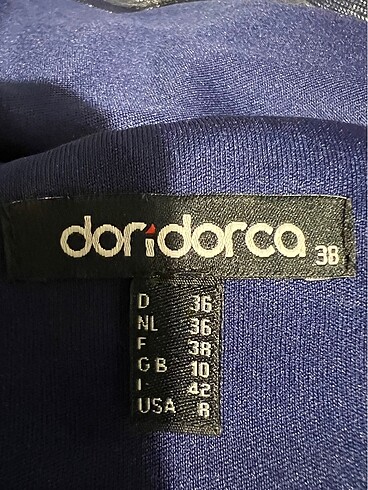 doridorca 38
D 36
NL 36
F 38
GB 10
I 42
USA 8